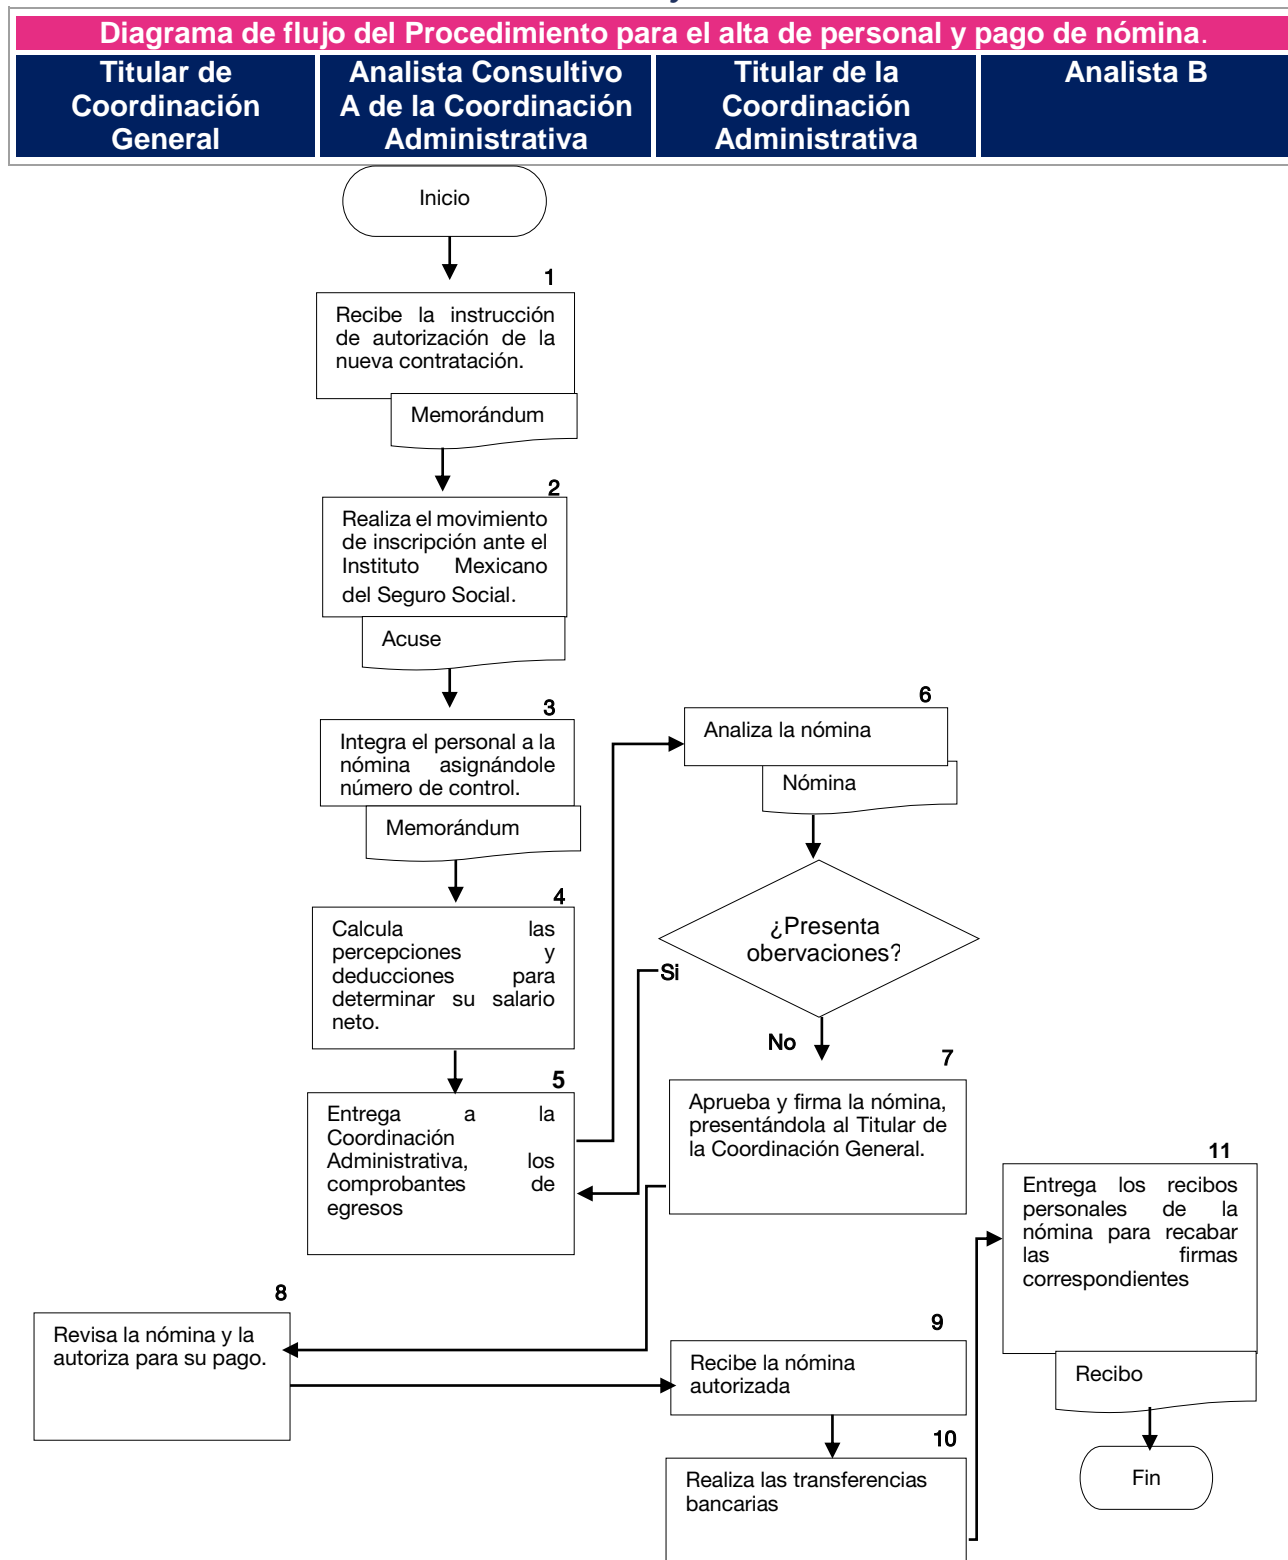 Diagrama de flujo del Procedimiento para el alta de personal y pago de nómina.
Titular de
Coordinación
General
Analista Consultivo
A de la Coordinación
Administrativa
Titular de la
Coordinación
Administrativa
Analista B
Inicio
1
Recibe la instrucción
de autorización de la
nueva contratación.
Memorándum
2
Realiza el movimiento
de inscripción ante el
Instituto Mexicano
del Seguro Social.
Acuse
3
Integra el personal a la
nómina asignándole
número de control.
Memorándum
4
Calcula las
percepciones y
deducciones para
determinar su salario
neto.
5
Entrega a la
Coordinación
Administrativa, los
comprobantes de
egresos
6
Analiza la nómina
Nómina
¿Presenta
obervaciones?
Si
No
7
Aprueba y firma la nómina,
presentándola al Titular de
la Coordinación General.
8
Revisa la nómina y la
autoriza para su pago.
9
Recibe la nómina
autorizada
10
Realiza las transferencias
bancarias
11
Entrega los recibos
personales de la
nómina para recabar
las firmas
correspondientes
Recibo
Fin